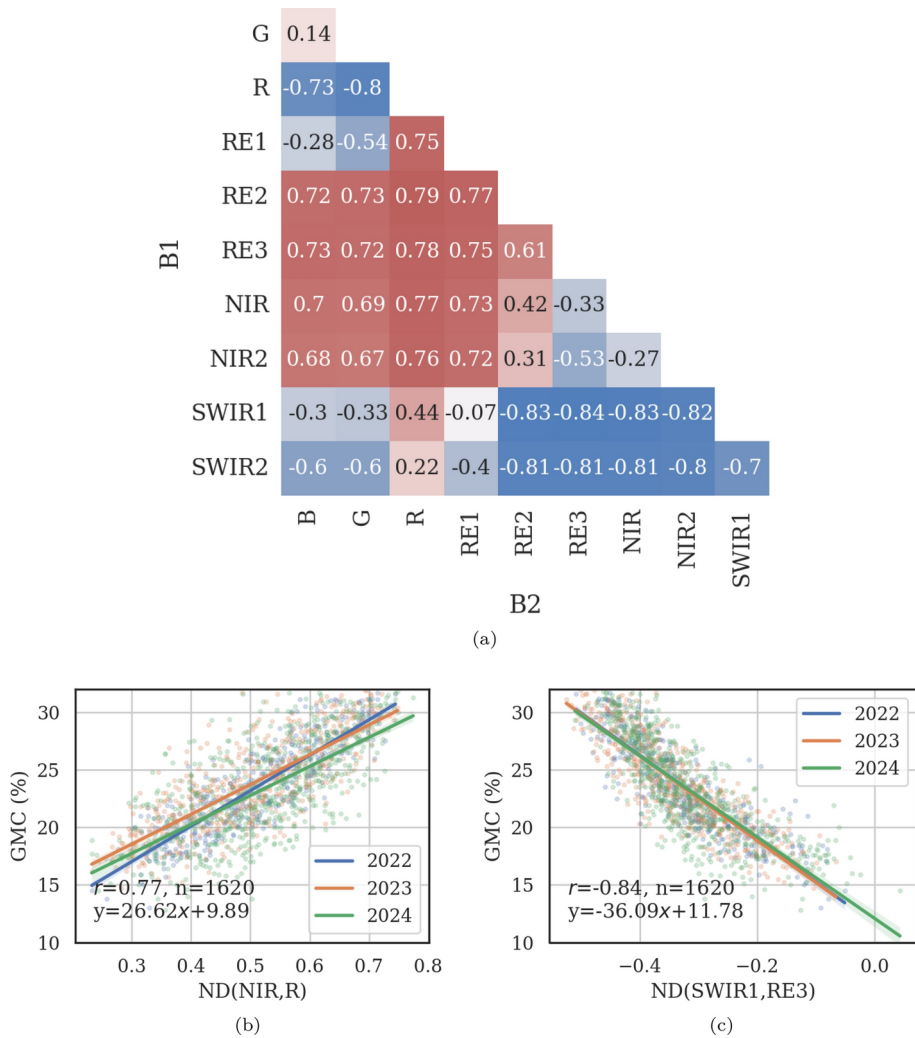 G 0.14
R -0.73 -0.8
RE1 -0.28 -0.54 0.75
RE2 0.72 0.73 0.79 0.77
RE3 0.73 0.72 0.78 0.75 0.61
NIR 0.7 0.69 0.77 0.73 0.42 -0.33
NIR2 0.68 0.67 0.76 0.72 0.31 -0.53 -0.27
SWIR1 -0.3 -0.33 0.44 -0.07 -0.83 -0.84 -0.83 -0.82
SWIR2 -0.6 -0.6 0.22 -0.4 -0.81 -0.81 -0.81 -0.8 -0.7
B1
B G R RE1 RE2 RE3 NIR NIR2 SWIR1
B2
(a)
GMC (%)
30
25
20
15
10
2022
2023
2024
r=0.77, n=1620
y=26.62x+9.89
0.3 0.4 0.5 0.6 0.7 0.8
ND(NIR,R)
(b)
GMC (%)
30
25
20
15
10
2022
2023
2024
r=-0.84, n=1620
y=-36.09x+11.78
−0.4 −0.2 0.0
ND(SWIR1,RE3)
(c)